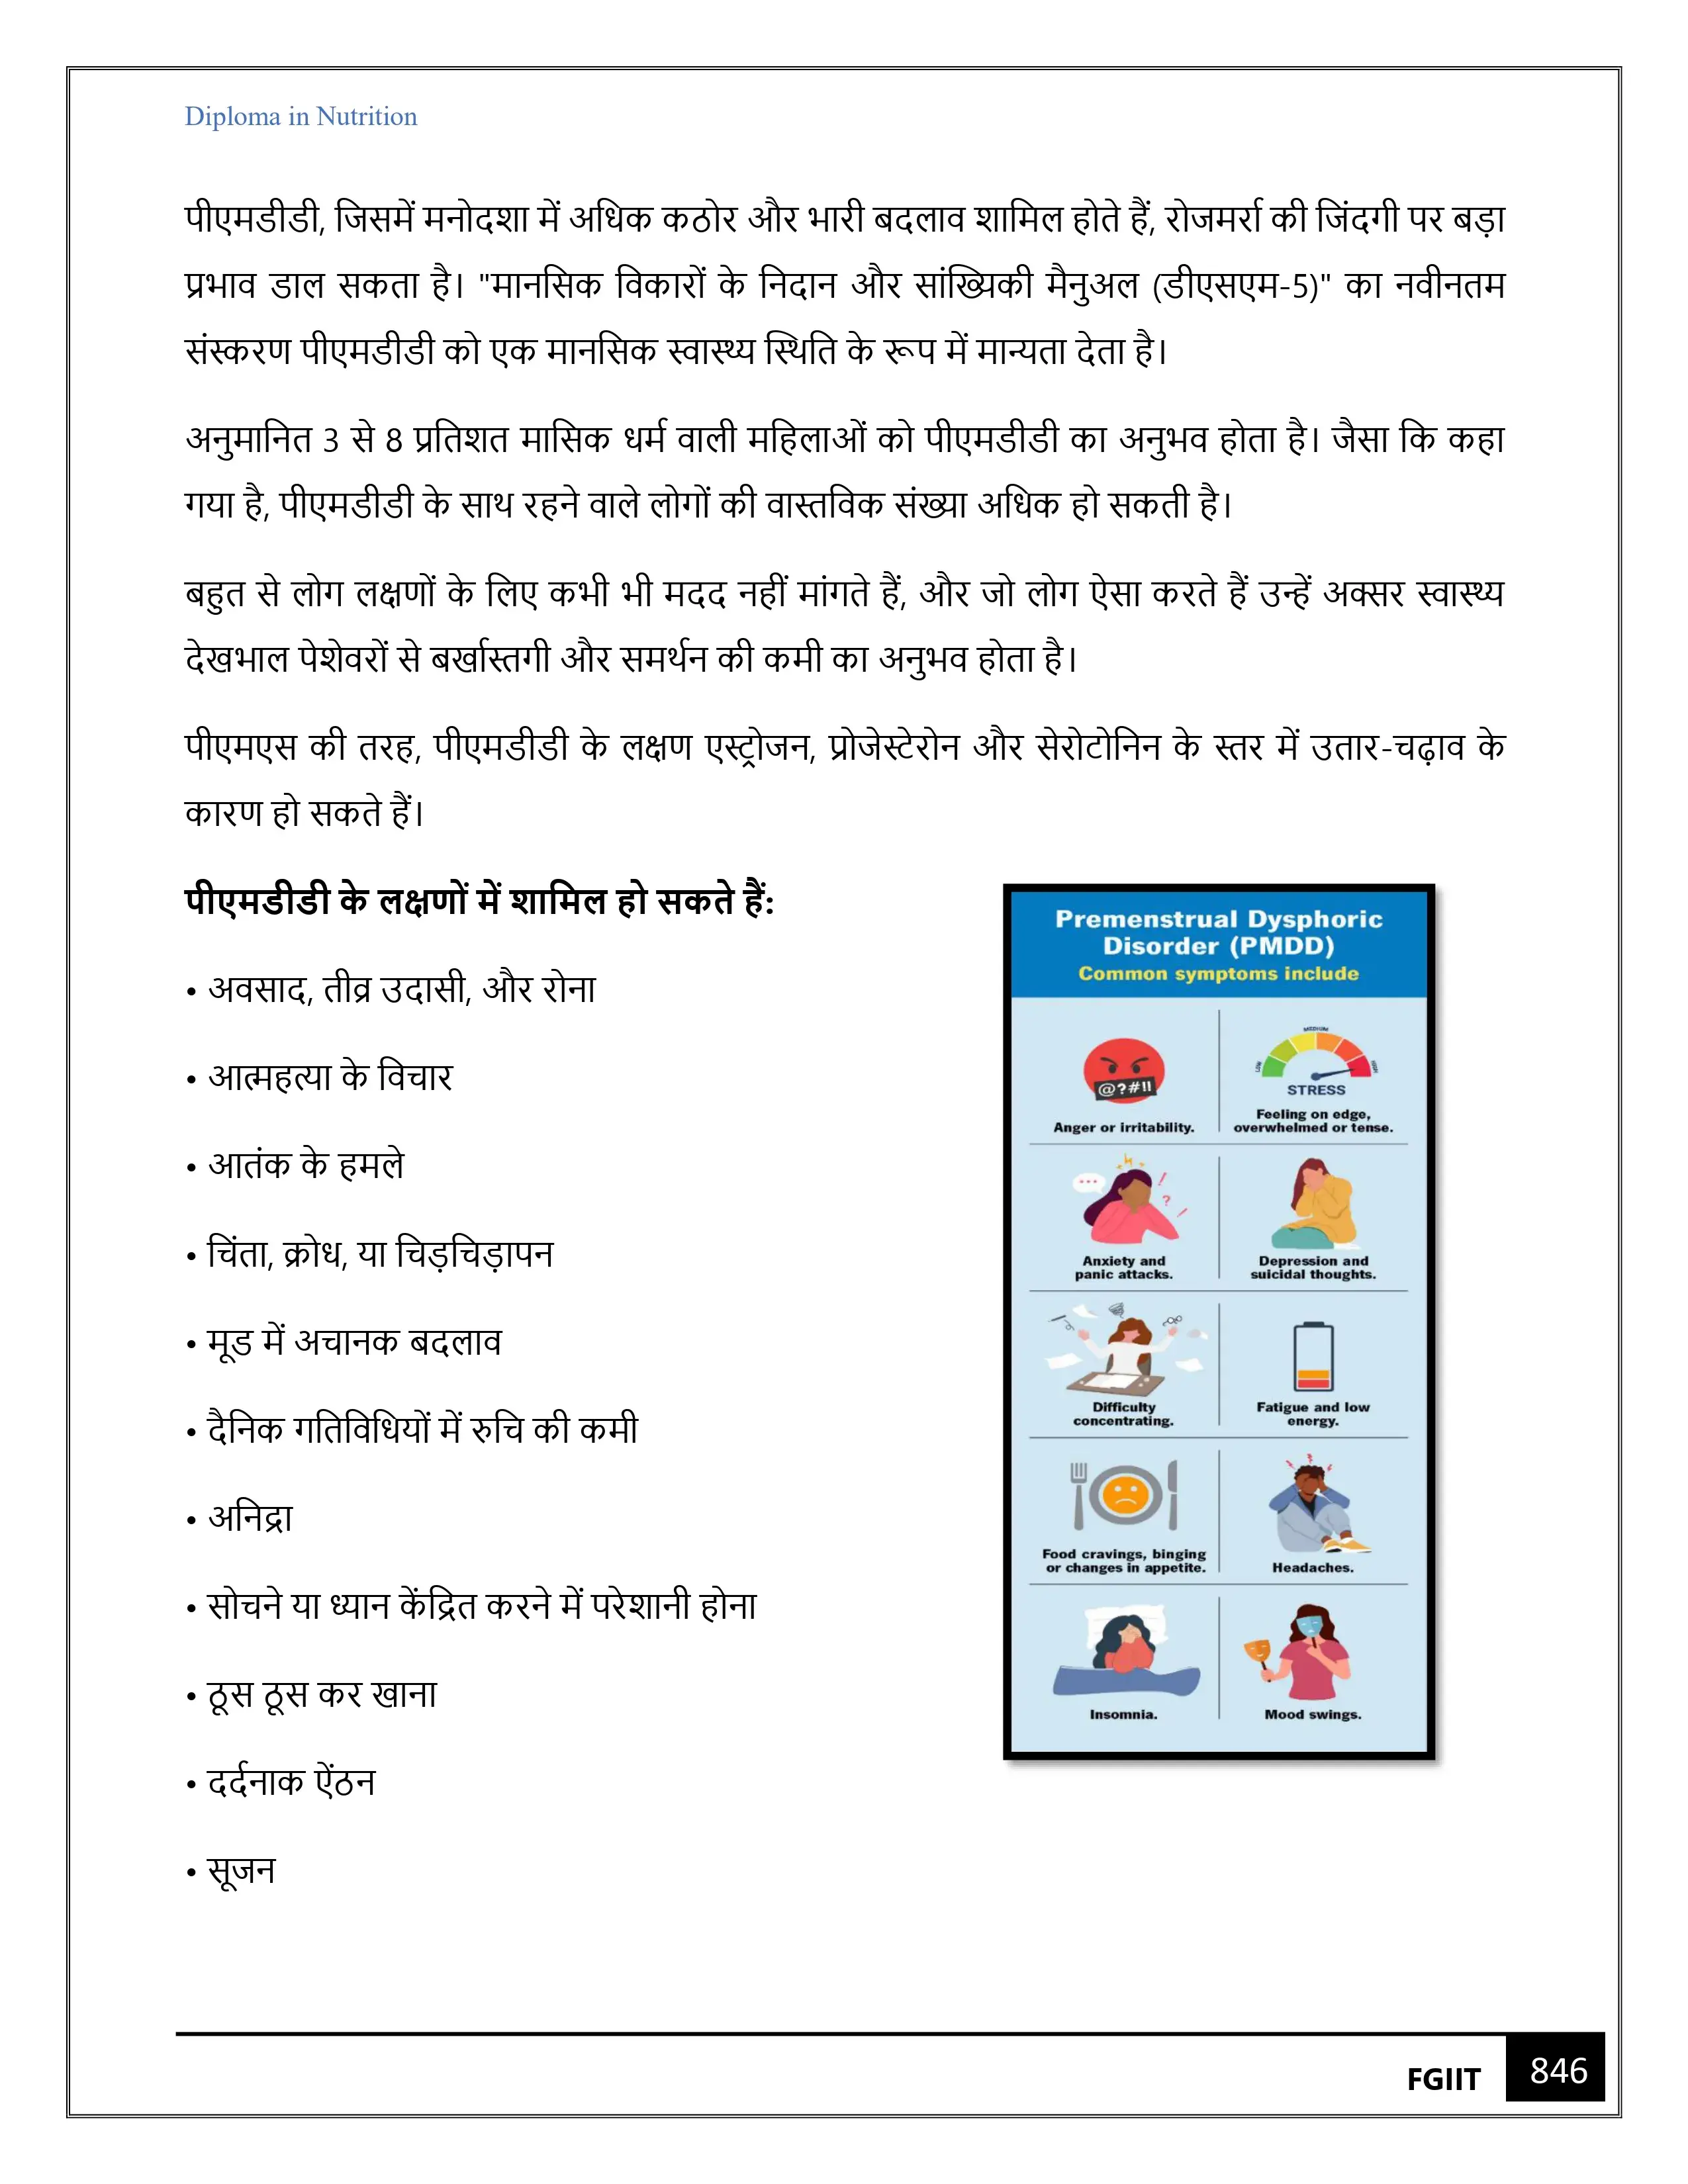 Diploma in Nutrition
पीएमडीडी, जिसमें मनोदशा में अधिक कठोर और भारी बदलाव शामिल होते हैं, रोजमर्रा की जिंदगी पर बड़ा
प्रभाव डाल सकता है। "मानसिक विकारों के निदान और सांख्यिकी मैनुअल (डीएसएम-5)" का नवीनतम
संस्करण पीएमडीडी को एक मानसिक स्वास्थ्य स्थिति के रूप में मान्यता देता है।
अनुमानित 3 से 8 प्रतिशत मासिक धर्म वाली महिलाओं को पीएमडीडी का अनुभव होता है। जैसा कि कहा
गया है, पीएमडीडी के साथ रहने वाले लोगों की वास्तविक संख्या अधिक हो सकती है।
बहुत से लोग लक्षणों के लिए कभी भी मदद नहीं मांगते हैं, और जो लोग ऐसा करते हैं उन्हें अक्सर स्वास्थ्य
देखभाल पेशेवरों से बर्खास्तगी और समर्थन की कमी का अनुभव होता है।
पीएमएस की तरह, पीएमडीडी के लक्षण एस्ट्रोजन, प्रोजेस्टेरोन और सेरोटोनिन के स्तर में उतार-चढ़ाव के
कारण हो सकते हैं।
पीएमडीडी के लक्षणों में शामिल हो सकते हैं:
• अवसाद, तीव्र उदासी, और रोना
• आत्महत्या के विचार
• आतंक के हमले
• चिंता, क्रोध, या चिड़चिड़ापन
• मूड में अचानक बदलाव
• दैनिक गतिविधियों में रुचि की कमी
• अनिद्रा
• सोचने या ध्यान केंद्रित करने में परेशानी होना
• ठूस ठूस कर खाना
• दर्दनाक ऐंठन
• सूजन
Premenstrual Dysphoric
Disorder (PMDD)
Common symptoms include
@?#!!
Anger or irritability.
LOW
MEDIUM
HIGH
STRESS
Feeling on edge,
overwhelmed or tense.
Anxiety and
panic attacks.
Depression and
suicidal thoughts.
Difficulty
concentrating.
Fatigue and low
energy.
Food cravings, binging
or changes in appetite.
Headaches.
Insomnia.
Mood swings.
FGIIT
846